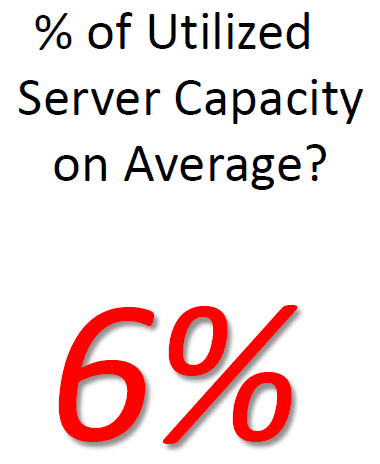 % of Utilized
Server Capacity
on Average?
6%